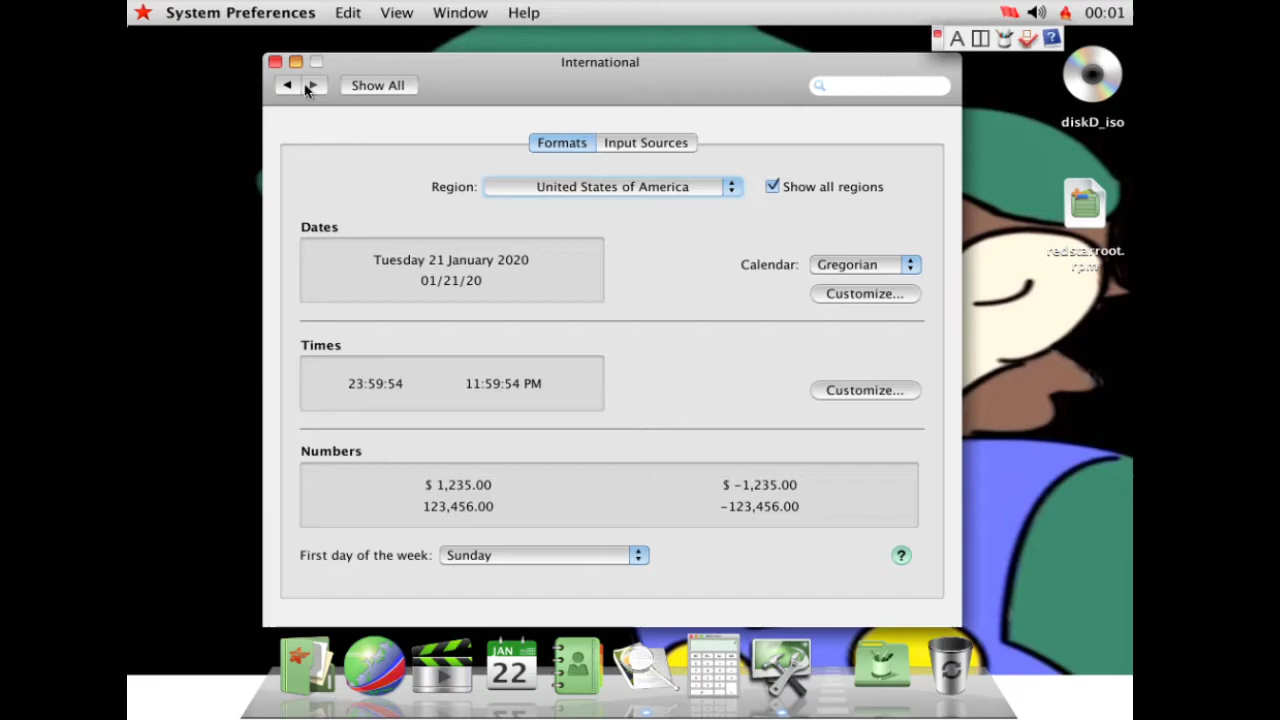 System Preferences Edit View Window Help 00:01
A
International
Show All
diskD_iso
Formats Input Sources
Region: United States of America Show all regions
redstarroot.
rpm
Dates
Tuesday 21 January 2020
01/21/20
Calendar: Gregorian
Customize...
Times
23:59:54 11:59:54 PM
Customize...
Numbers
$ 1,235.00 $ -1,235.00
123,456.00 -123,456.00
First day of the week: Sunday ?
JAN
22